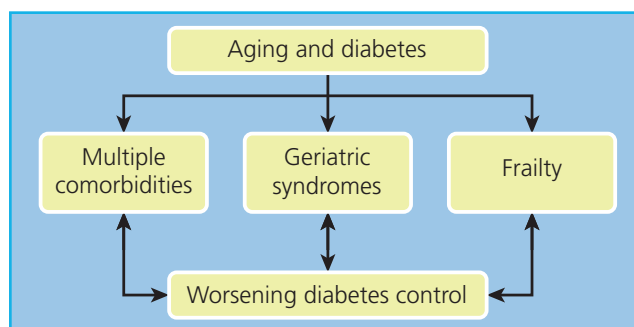 Aging and diabetes
Multiple
comorbidities
Geriatric
syndromes
Frailty
Worsening diabetes control